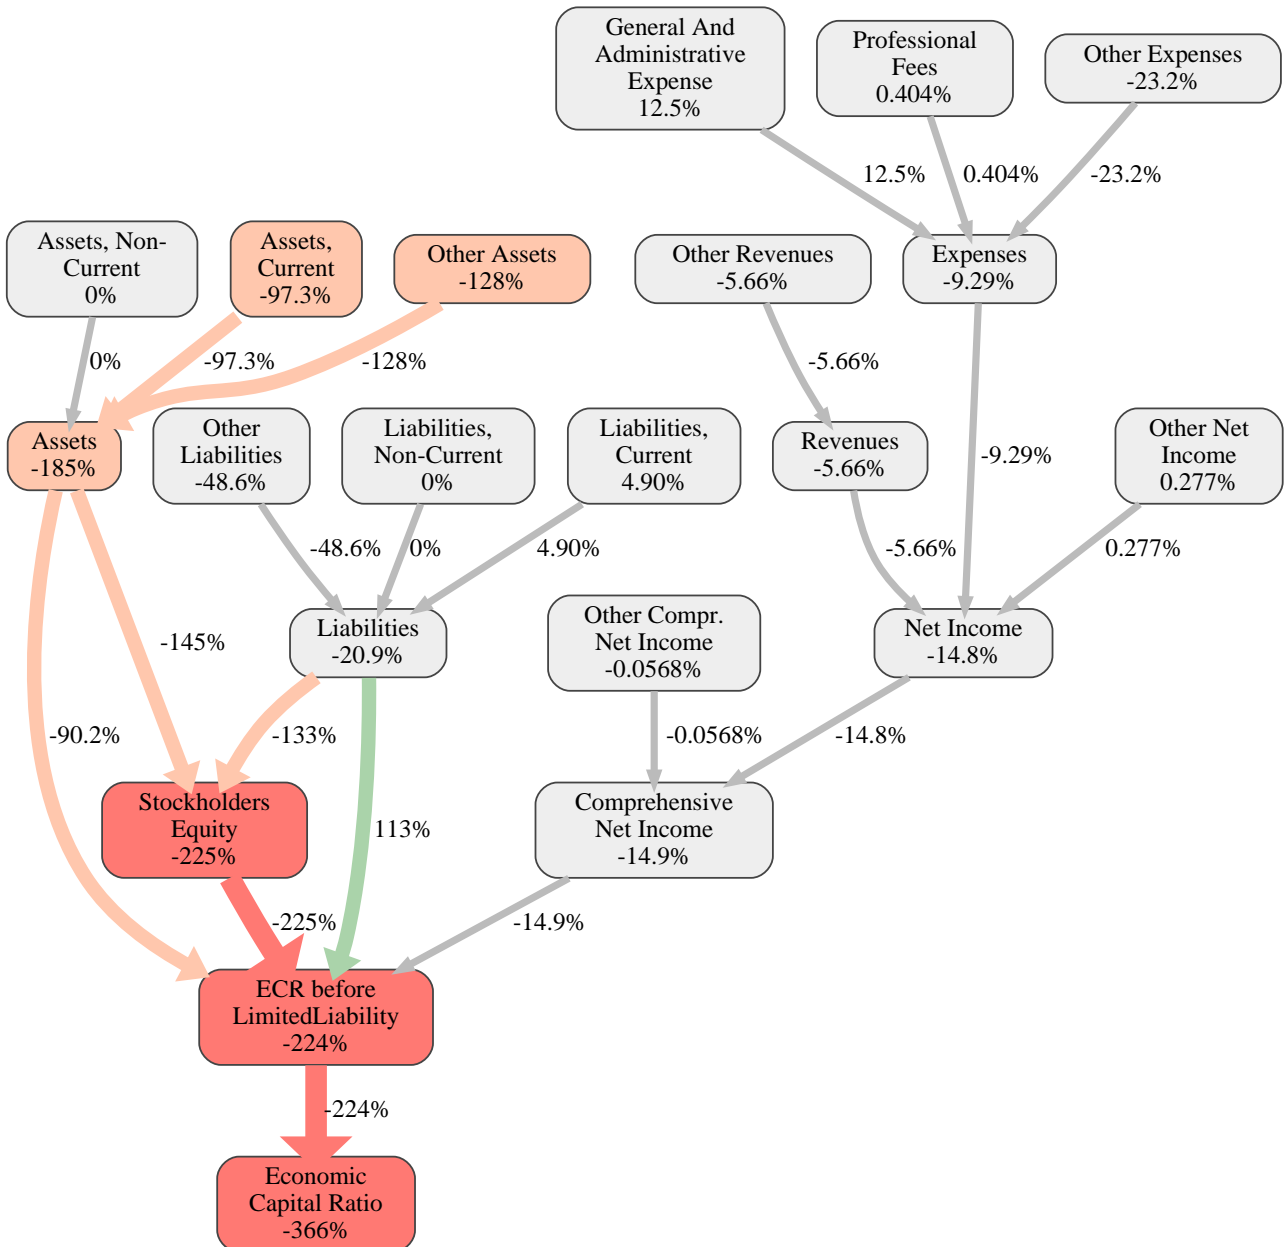 General And
Administrative
Expense
12.5%
Professional
Fees
0.404%
Other Expenses
-23.2%
12.5%
0.404%
-23.2%
Assets, Non-
Current
0%
Assets,
Current
-97.3%
Other Assets
-128%
Other Revenues
-5.66%
Expenses
-9.29%
0%
-97.3%
-128%
-5.66%
Assets
-185%
Other
Liabilities
-48.6%
Liabilities,
Non-Current
0%
Liabilities,
Current
4.90%
Revenues
-5.66%
-9.29%
Other Net
Income
0.277%
-48.6%
0%
4.90%
-5.66%
0.277%
-145%
Liabilities
-20.9%
Other Compr.
Net Income
-0.0568%
Net Income
-14.8%
-90.2%
-133%
-0.0568%
-14.8%
Stockholders
Equity
-225%
113%
Comprehensive
Net Income
-14.9%
-225%
-14.9%
ECR before
LimitedLiability
-224%
-224%
Economic
Capital Ratio
-366%